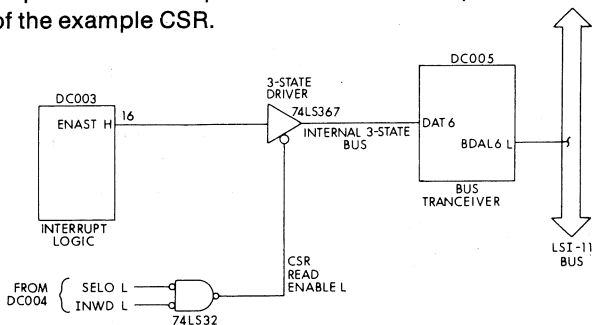 of the example CSR.
DC005
3-STATE
DRIVER
DC003
74LS367
16
ENAST H
DAT 6
INTERNAL 3-STATE
BUS
BDAL6 L
BUS
TRANCEIVER
INTERRUPT
LOGIC
LSI-11
BUS
CSR
READ
ENABLE L
FROM
DC004
SELO L
INWD L
74LS32